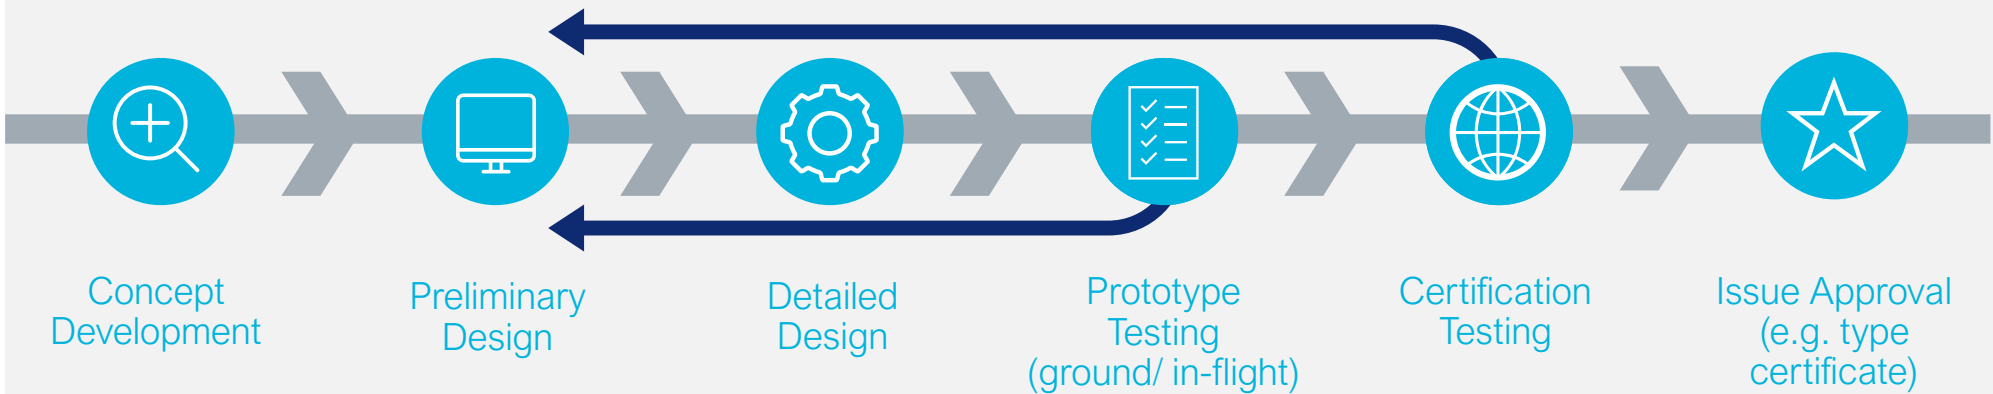 Concept
Development
Preliminary
Design
Detailed
Design
Prototype
Testing
(ground/ in-flight)
Certification
Testing
Issue Approval
(e.g. type
certificate)